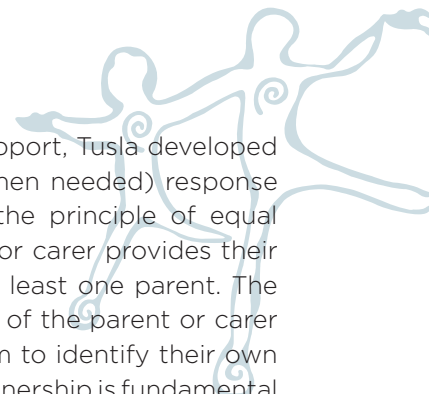 pport, Tusla developed
hen needed) response
the principle of equal
or carer provides their
least one parent. The
of the parent or carer
m to identify their own
nership is fundamental